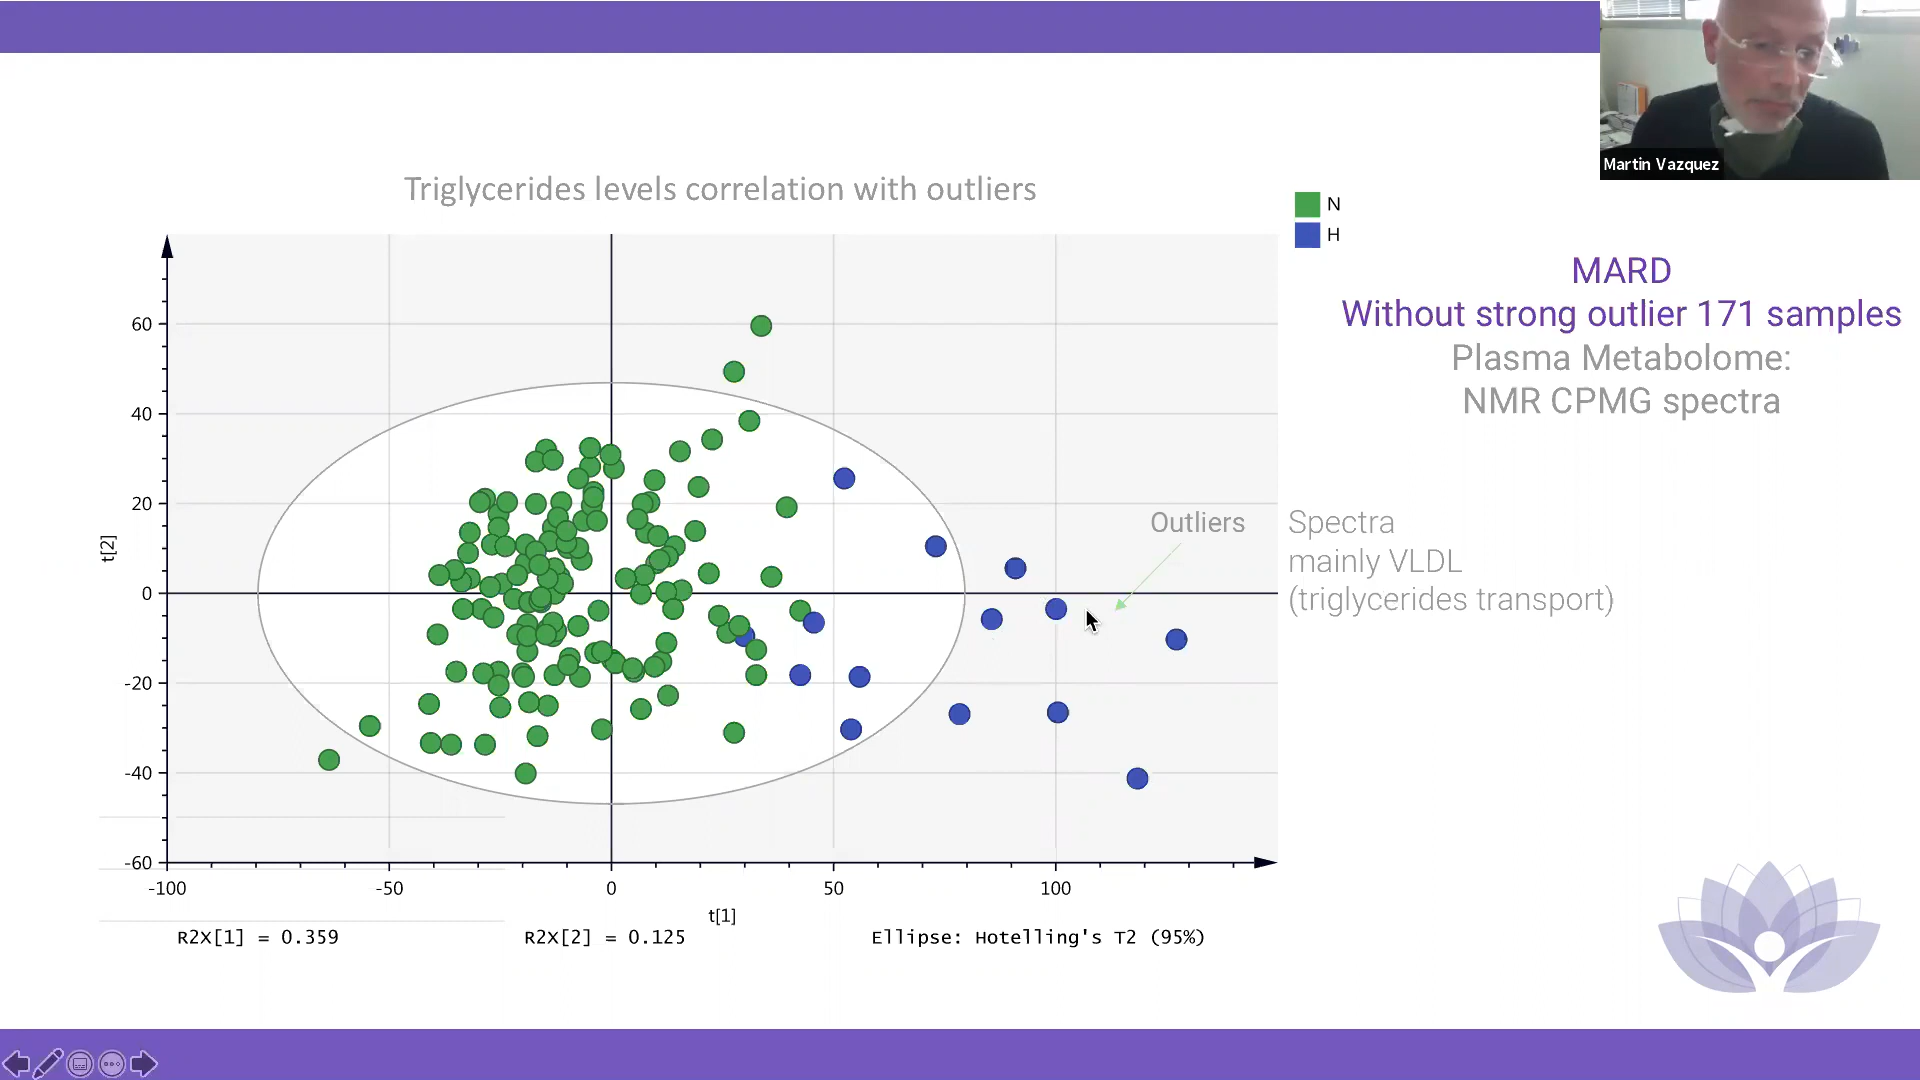 Martin Vazquez
Triglycerides levels correlation with outliers
N
H
MARD
Without strong outlier 171 samples
Plasma Metabolome:
NMR CPMG spectra
Outliers
Spectra
mainly VLDL
(triglycerides transport)
t[2]
60
40
20
0
-20
-40
-60
-100
-50
0
50
100
t[1]
R2X[1] = 0.359
R2X[2] = 0.125
Ellipse: Hotelling's T2 (95%)